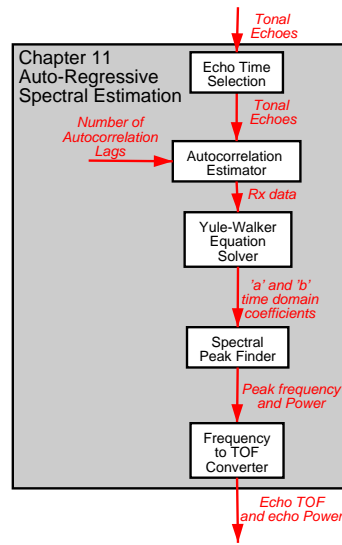 Tonal
Echoes
Chapter 11
Auto-Regressive
Spectral Estimation
Echo Time
Selection
Tonal
Echoes
Number of
Autocorrelation
Lags
Autocorrelation
Estimator
Rx data
Yule-Walker
Equation
Solver
'a' and 'b'
time domain
coefficients
Spectral
Peak Finder
Peak frequency
and Power
Frequency
to TOF
Converter
Echo TOF
and echo Power